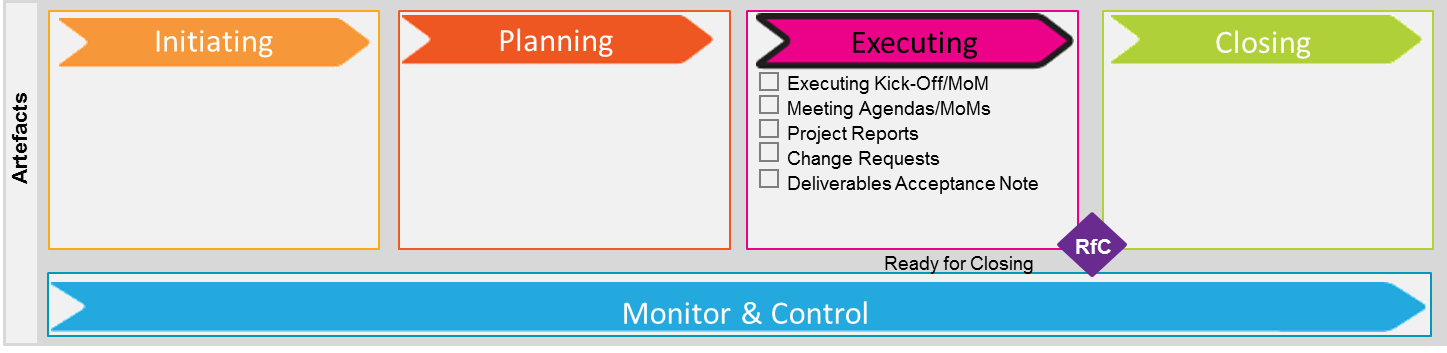 Artefacts
Initiating
Planning
Executing
Closing
Executing Kick-Off/MoM
Meeting Agendas/MoMs
Project Reports
Change Requests
Deliverables Acceptance Note
RfC
Ready for Closing
Monitor & Control